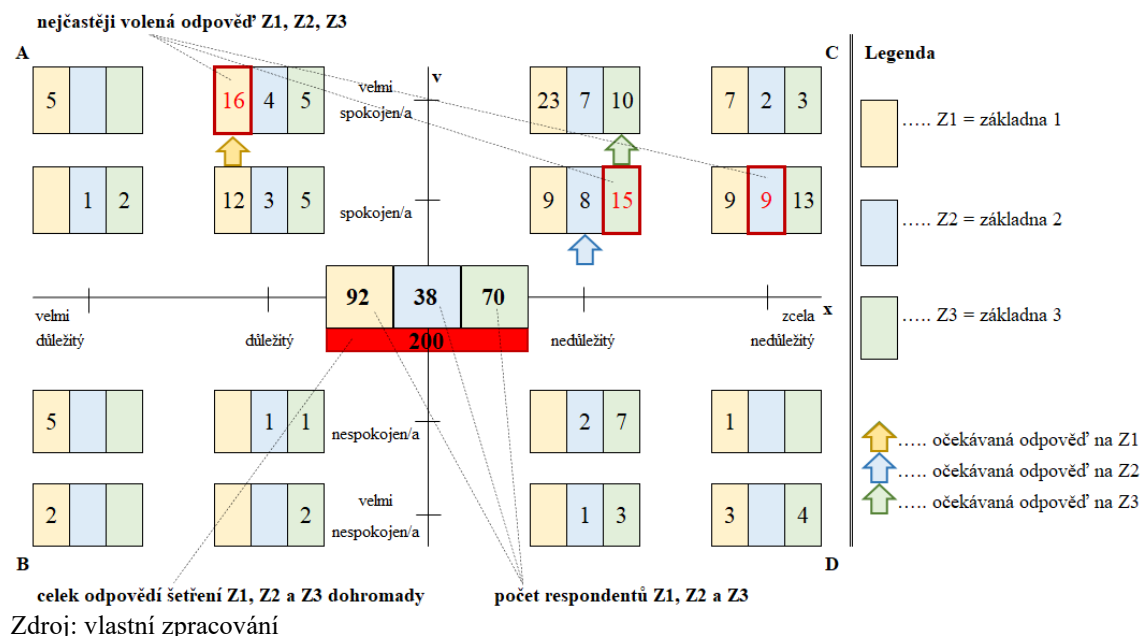 nejčastěji volená odpověď Z1, Z2, Z3
A
y
C
Legenda
5
16 4 5
velmi
spokojen/a
23 7 10
7 2 3
….. Z1 = základna 1
1 2
12 3 5
spokojen/a
9 8 15
9 9 13
….. Z2 = základna 2
92 38 70
200
velmi
důležitý
důležitý
nedůležitý
zcela
nedůležitý
x
….. Z3 = základna 3
5
1 1
nespokojen/a
2 7
1
2
2
velmi
nespokojen/a
1 3
3 4
….. očekávaná odpověď na Z1
….. očekávaná odpověď na Z2
….. očekávaná odpověď na Z3
B
D
celek odpovědí šetření Z1, Z2 a Z3 dohromady
počet respondentů Z1, Z2 a Z3
Zdroj: vlastní zpracování